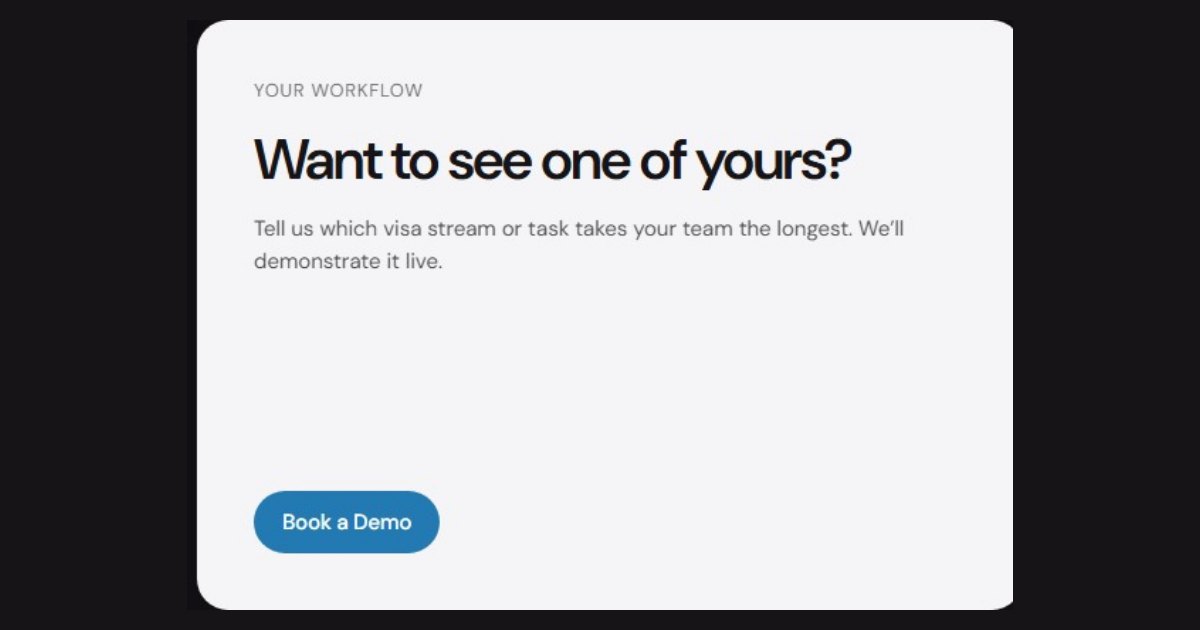 YOUR WORKFLOW
Want to see one of yours?
Tell us which visa stream or task takes your team the longest. We’ll
demonstrate it live.
Book a Demo